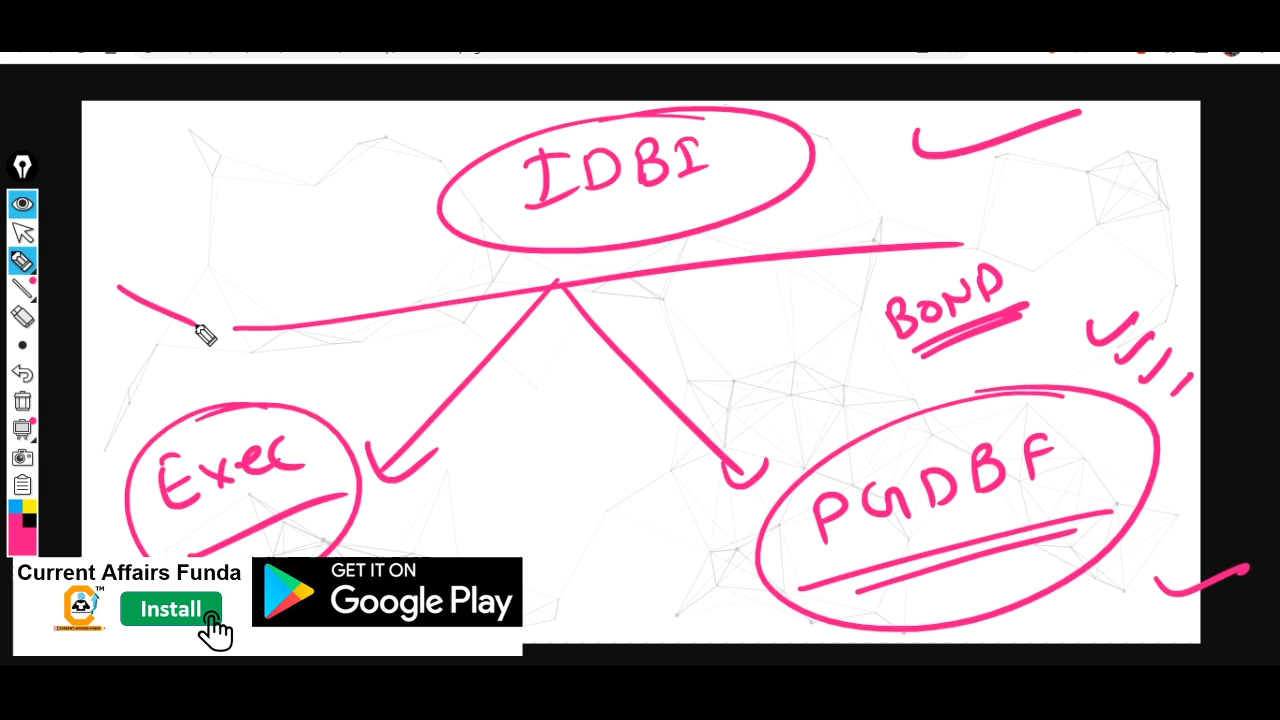 IDBI
BOND
Exec
PGDBF
Current Affairs Funda
Install
GET IT ON
Google Play